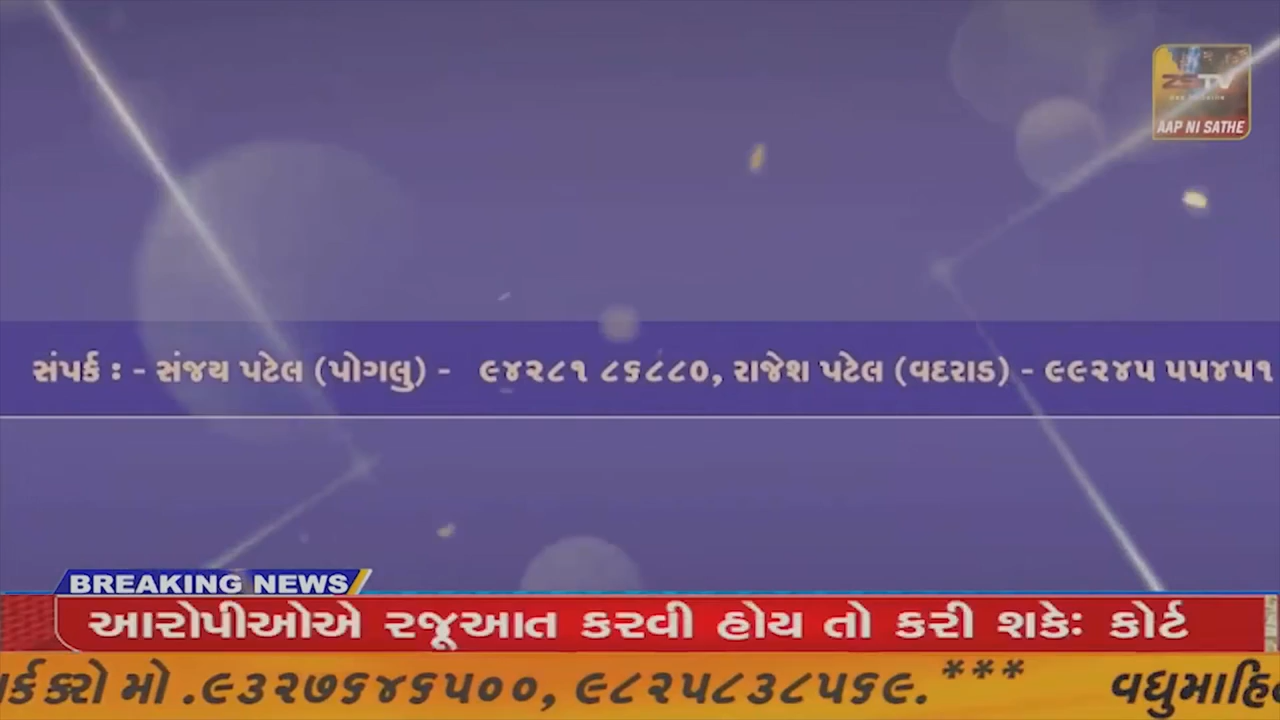 ZSTV
AAP NI SATHE
સંપર્ક : - સંજય પટેલ (પોગલુ) - ૯૪૨૮૧ ૮૬૮૮૦, રાજેશ પટેલ (વદરાડ) - ૯૯૨૪૫ ૫૫૪૫૧
BREAKING NEWS
આરોપીઓએ રજૂઆત કરવી હોય તો કરી શકેઃ કોર્ટ
ર્ક કરો મો .૯૩૨૭૬૪૬૫૦૦, ૯૮૨૫૮૩૮૫૬૯. *** વધુમાહિ